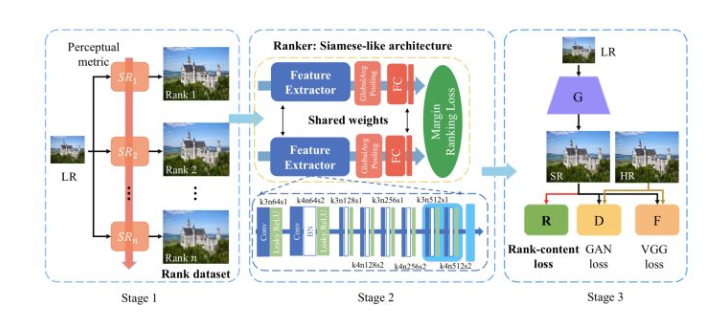 Perceptual metric
LR
SR1
Rank 1
SR2
Rank 2
SRn
Rank n
Rank dataset
Stage 1
Ranker: Siamese-like architecture
Feature Extractor
GlobalAvg Pooling
FC
Shared weights
Feature Extractor
GlobalAvg Pooling
FC
Margin Ranking Loss
k3n64s1
k4n64s2
k3n128s1
k3n256s1
k3n512s1
Conv
Leaky ReLU
Conv
BN
Leaky ReLU
k4n128s2
k4n256s2
k4n512s2
Stage 2
LR
G
SR
HR
R
D
F
Rank-content loss
GAN loss
VGG loss
Stage 3